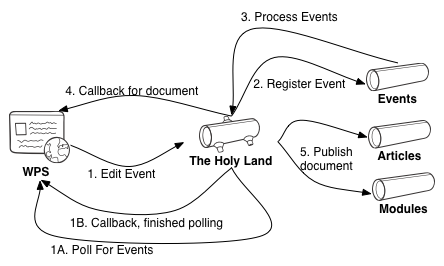 3. Process Events
4. Callback for document
2. Register Event
Events
WPS
1. Edit Event
The Holy Land
5. Publish
document
Articles
Modules
1B. Callback, finished polling
1A. Poll For Events